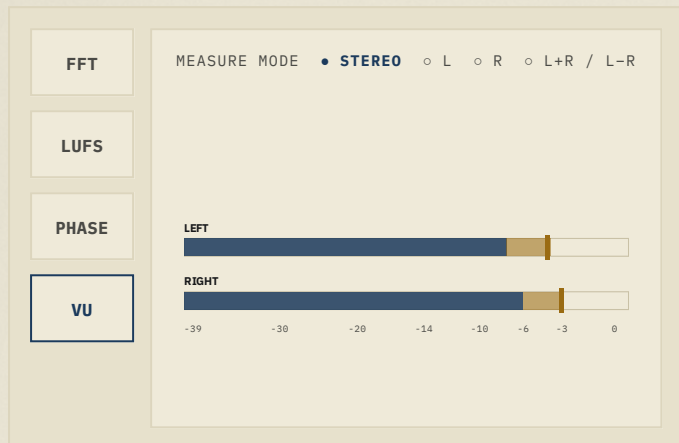 FFT
LUFS
PHASE
VU
MEASURE MODE ● STEREO ○ L ○ R ○ L+R / L−R
LEFT
RIGHT
-39 -30 -20 -14 -10 -6 -3 0